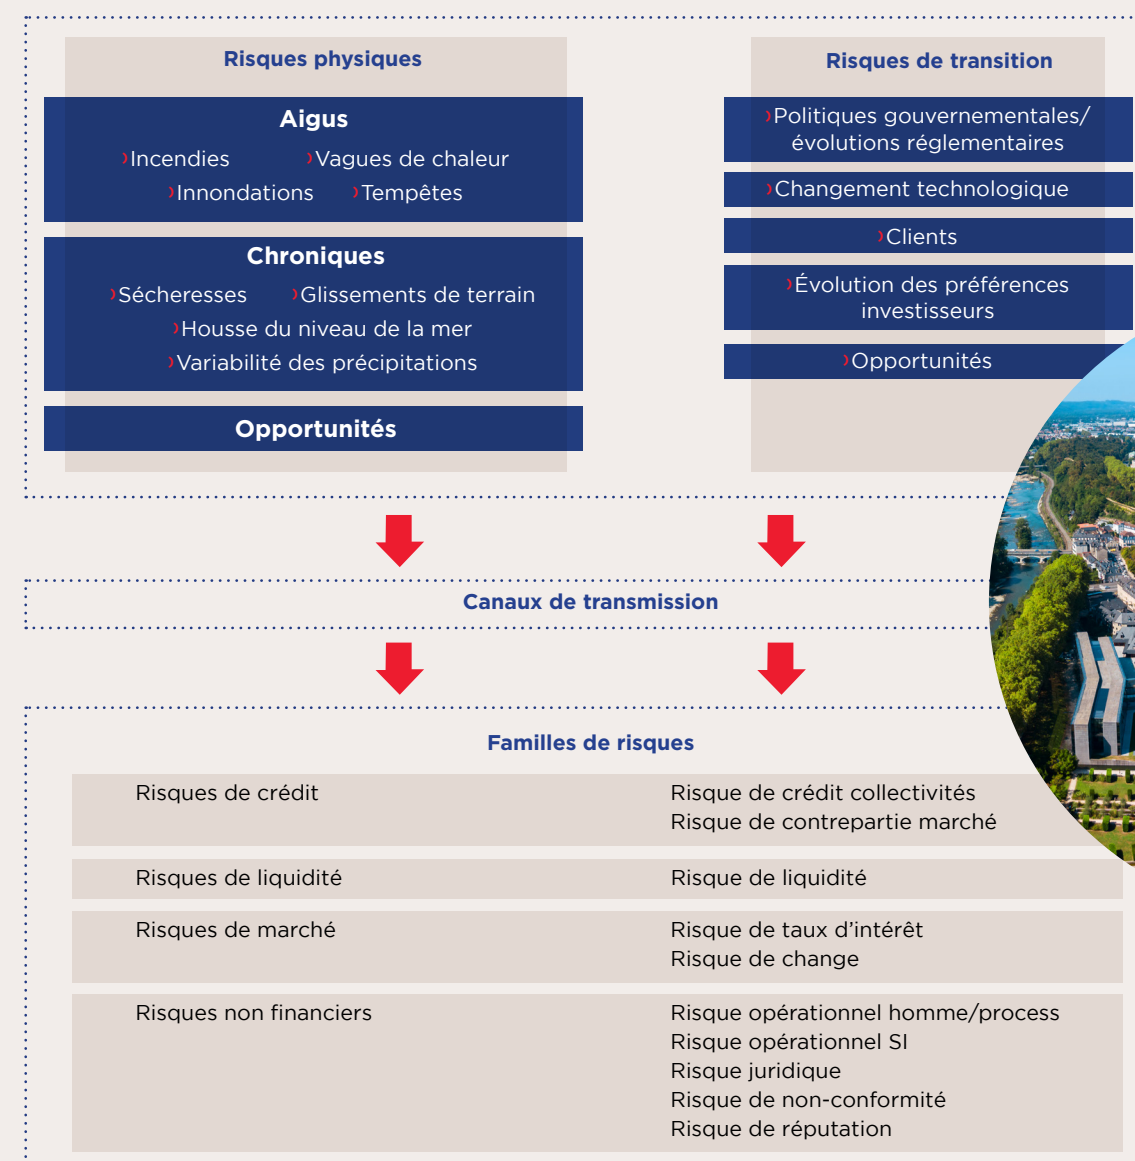 Risques physiques
Aigus
›Incendies ›Vagues de chaleur
›Innondations ›Tempêtes
Chroniques
›Sécheresses ›Glissements de terrain
›Housse du niveau de la mer
›Variabilité des précipitations
Opportunités
Risques de transition
›Politiques gouvernementales/
évolutions réglementaires
›Changement technologique
›Clients
›Évolution des préférences
investisseurs
›Opportunités
Canaux de transmission
Familles de risques
Risques de crédit
Risque de crédit collectivités
Risque de contrepartie marché
Risques de liquidité
Risque de liquidité
Risques de marché
Risque de taux d’intérêt
Risque de change
Risques non financiers
Risque opérationnel homme/process
Risque opérationnel SI
Risque juridique
Risque de non-conformité
Risque de réputation